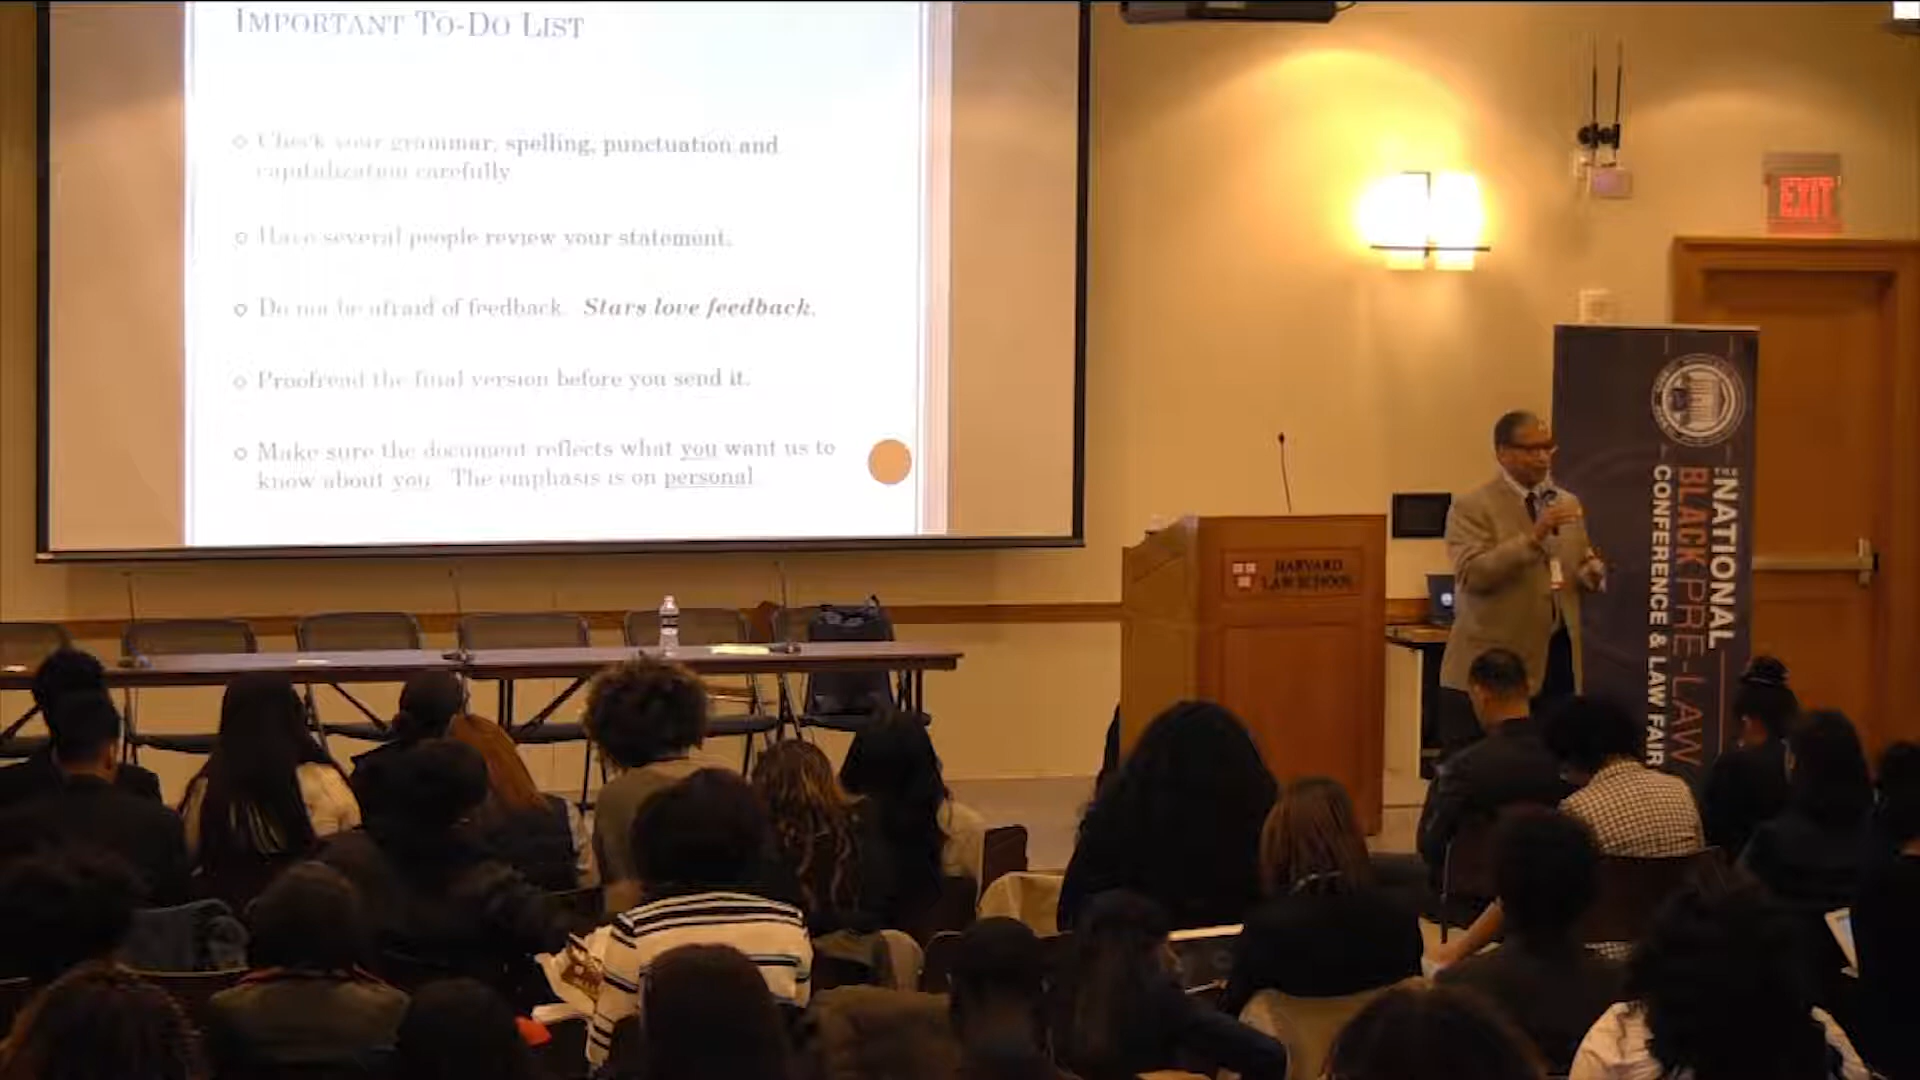 IMPORTANT TO-DO LIST
Check your grammar, spelling, punctuation and
capitalization carefully
Have several people review your statement.
Do not be afraid of feedback. Stars love feedback.
Proofread the final version before you send it.
Make sure the document reflects what you want us to
know about you. The emphasis is on personal
EXIT
HARVARD
LAW SCHOOL
THE NATIONAL
BLACK PRE-LAW
CONFERENCE & LAW FAIR